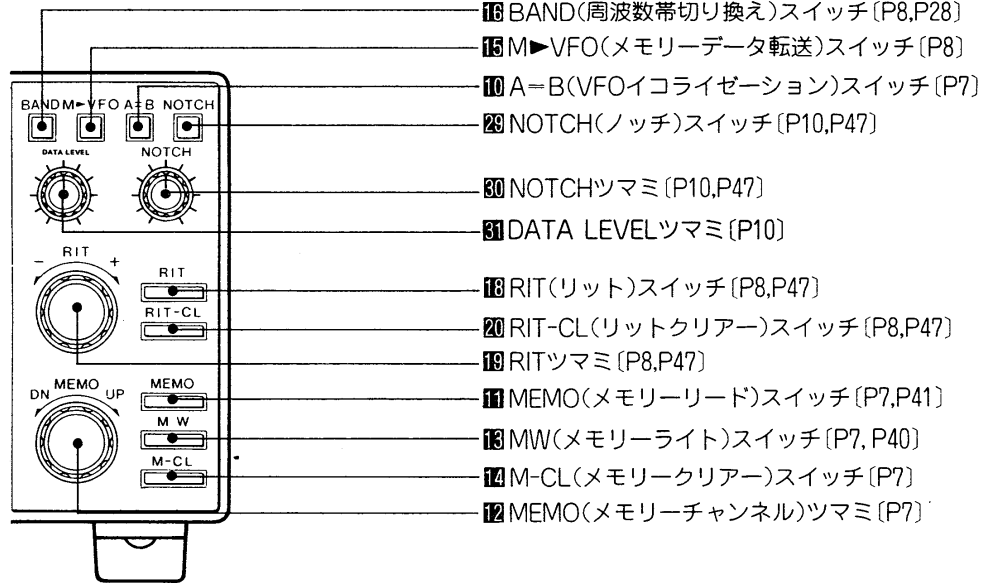 16 BAND(周波数帯切り換え)スイッチ〔P8,P28〕
15 M►VFO(メモリーデータ転送)スイッチ〔P8〕
10 A=B(VFOイコライゼーション)スイッチ〔P7〕
29 NOTCH(ノッチ)スイッチ〔P10,P47〕
30 NOTCHツマミ〔P10,P47〕
31 DATA LEVELツマミ〔P10〕
18 RIT(リット)スイッチ〔P8,P47〕
20 RIT-CL(リットクリアー)スイッチ〔P8,P47〕
19 RITツマミ〔P8,P47〕
11 MEMO(メモリーリード)スイッチ〔P7,P41〕
13 MW(メモリーライト)スイッチ〔P7, P40〕
14 M-CL(メモリークリアー)スイッチ〔P7〕
12 MEMO(メモリーチャンネル)ツマミ〔P7〕
BAND M►VFO A=B NOTCH
DATA LEVEL NOTCH
RIT
− +
RIT
RIT-CL
MEMO
DN UP
MEMO
M W
M-CL